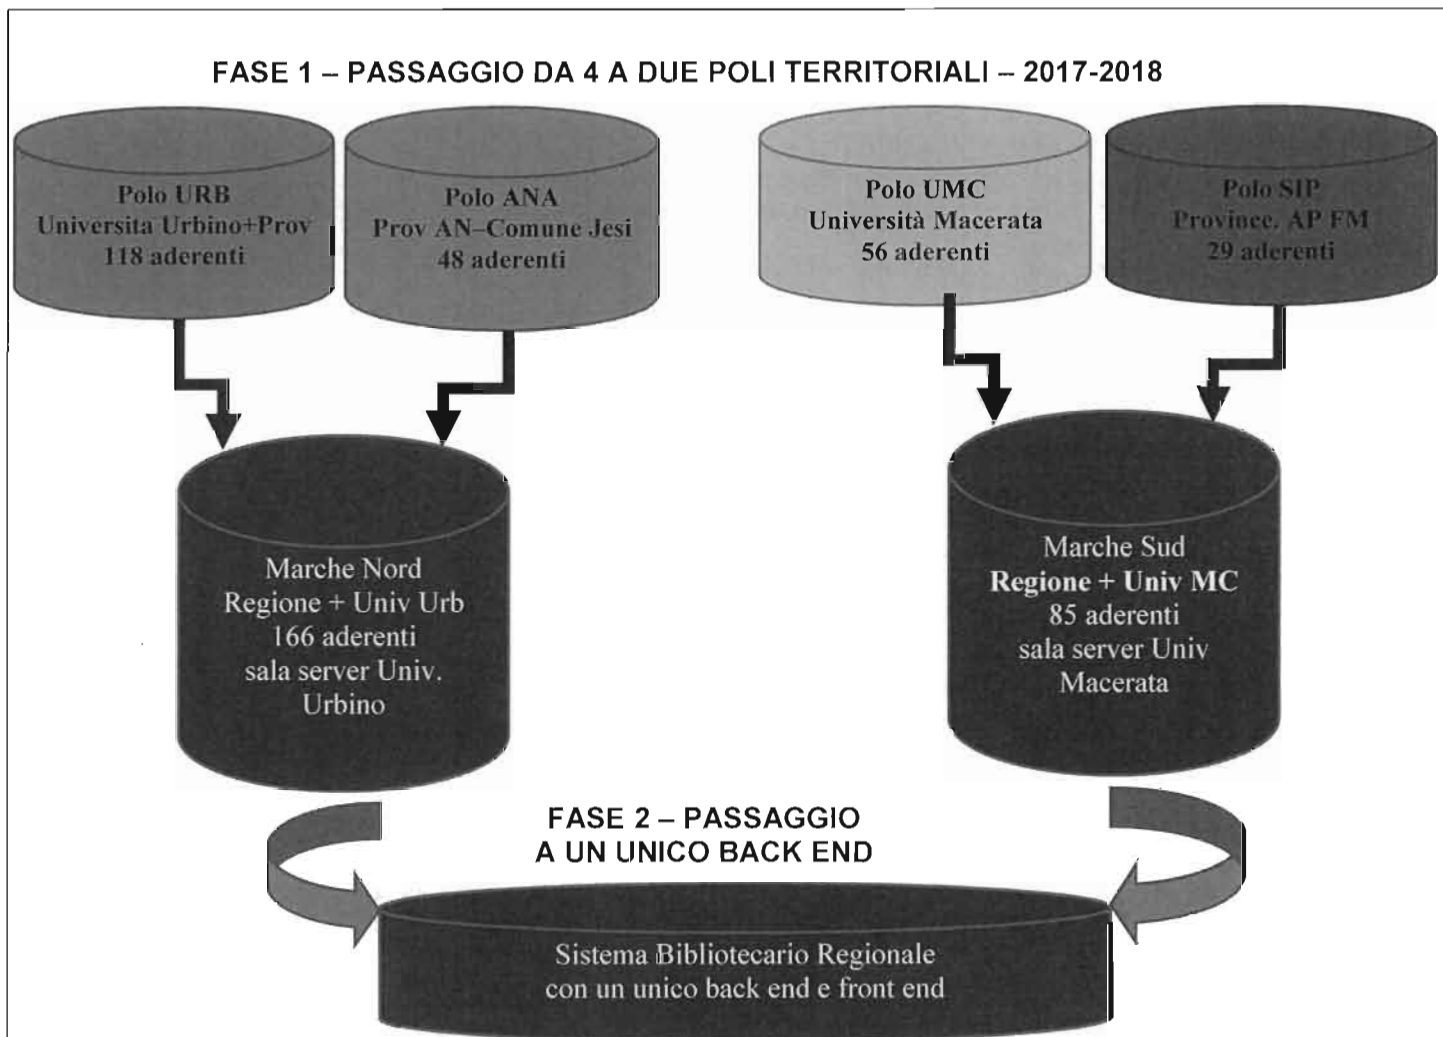 FASE 1 – PASSAGGIO DA 4 A DUE POLI TERRITORIALI – 2017-2018
Polo URB
Universita Urbino+Prov
118 aderenti
Polo ANA
Prov AN–Comune Jesi
48 aderenti
Polo UMC
Università Macerata
56 aderenti
Polo SIP
Province. AP FM
29 aderenti
Marche Nord
Regione + Univ Urb
166 aderenti
sala server Univ.
Urbino
Marche Sud
Regione + Univ MC
85 aderenti
sala server Univ
Macerata
FASE 2 – PASSAGGIO
A UN UNICO BACK END
Sistema Bibliotecario Regionale
con un unico back end e front end